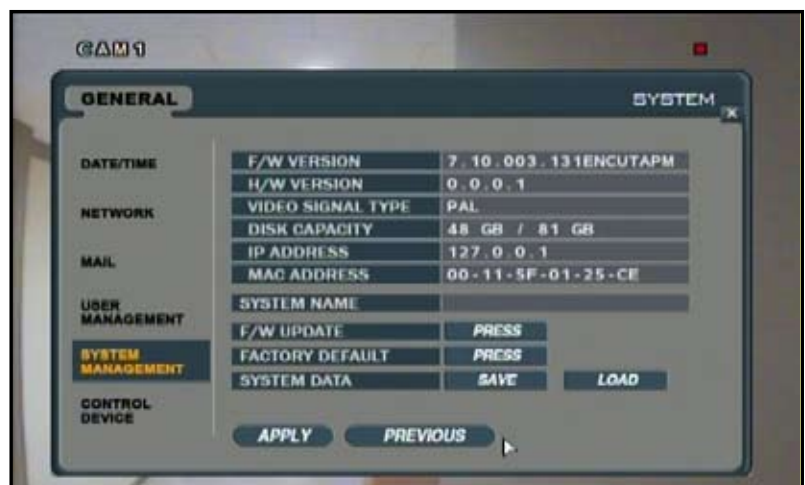 CAM 1
GENERAL
SYSTEM
DATE/TIME
NETWORK
MAIL
USER MANAGEMENT
SYSTEM MANAGEMENT
CONTROL DEVICE
F/W VERSION 7.10.003.131ENCUTAPM
H/W VERSION 0.0.0.1
VIDEO SIGNAL TYPE PAL
DISK CAPACITY 48 GB / 81 GB
IP ADDRESS 127.0.0.1
MAC ADDRESS 00-11-5F-01-25-CE
SYSTEM NAME
F/W UPDATE PRESS
FACTORY DEFAULT PRESS
SYSTEM DATA SAVE LOAD
APPLY PREVIOUS